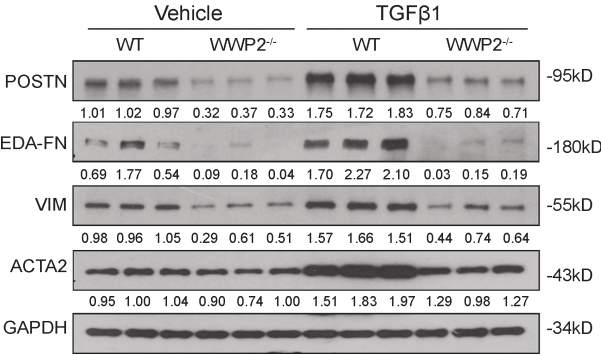 Vehicle TGFβ1
WT WWP2-/- WT WWP2-/-
POSTN -95kD
1.01 1.02 0.97 0.32 0.37 0.33 1.75 1.72 1.83 0.75 0.84 0.71
EDA-FN -180kD
0.69 1.77 0.54 0.09 0.18 0.04 1.70 2.27 2.10 0.03 0.15 0.19
VIM -55kD
0.98 0.96 1.05 0.29 0.61 0.51 1.57 1.66 1.51 0.44 0.74 0.64
ACTA2 -43kD
0.95 1.00 1.04 0.90 0.74 1.00 1.51 1.83 1.97 1.29 0.98 1.27
GAPDH -34kD